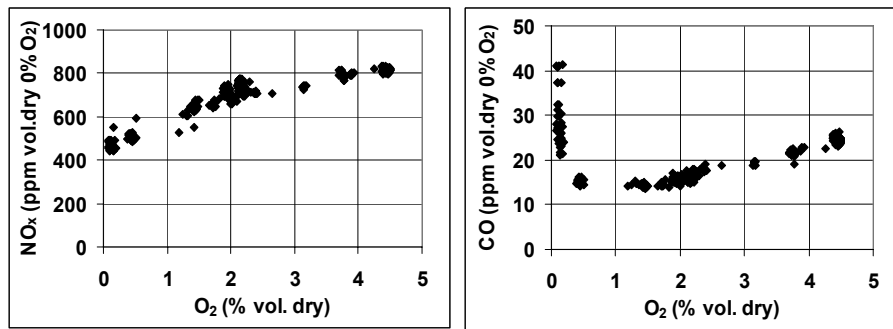 1000
800
600
400
200
0
0 1 2 3 4 5
O₂ (% vol. dry)
NOₓ (ppm vol.dry 0% O₂)
50
40
30
20
10
0
0 1 2 3 4 5
O₂ (% vol. dry)
CO (ppm vol.dry 0% O₂)